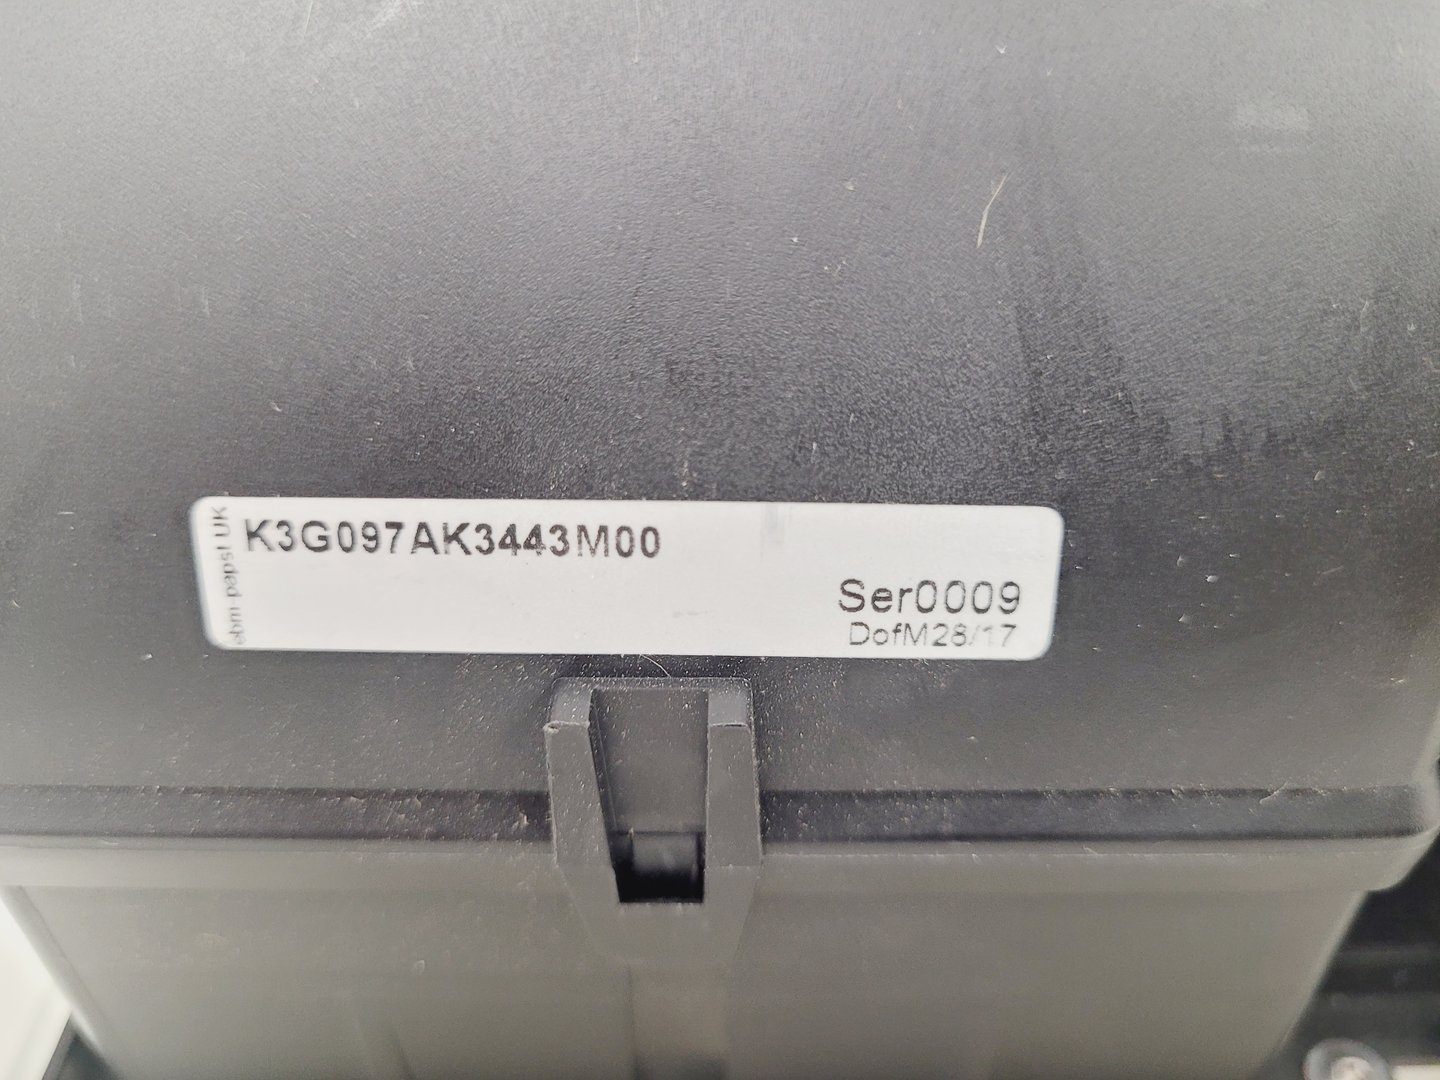 ebm-papst UK
K3G097AK3443M00
Ser0009
DofM28/17